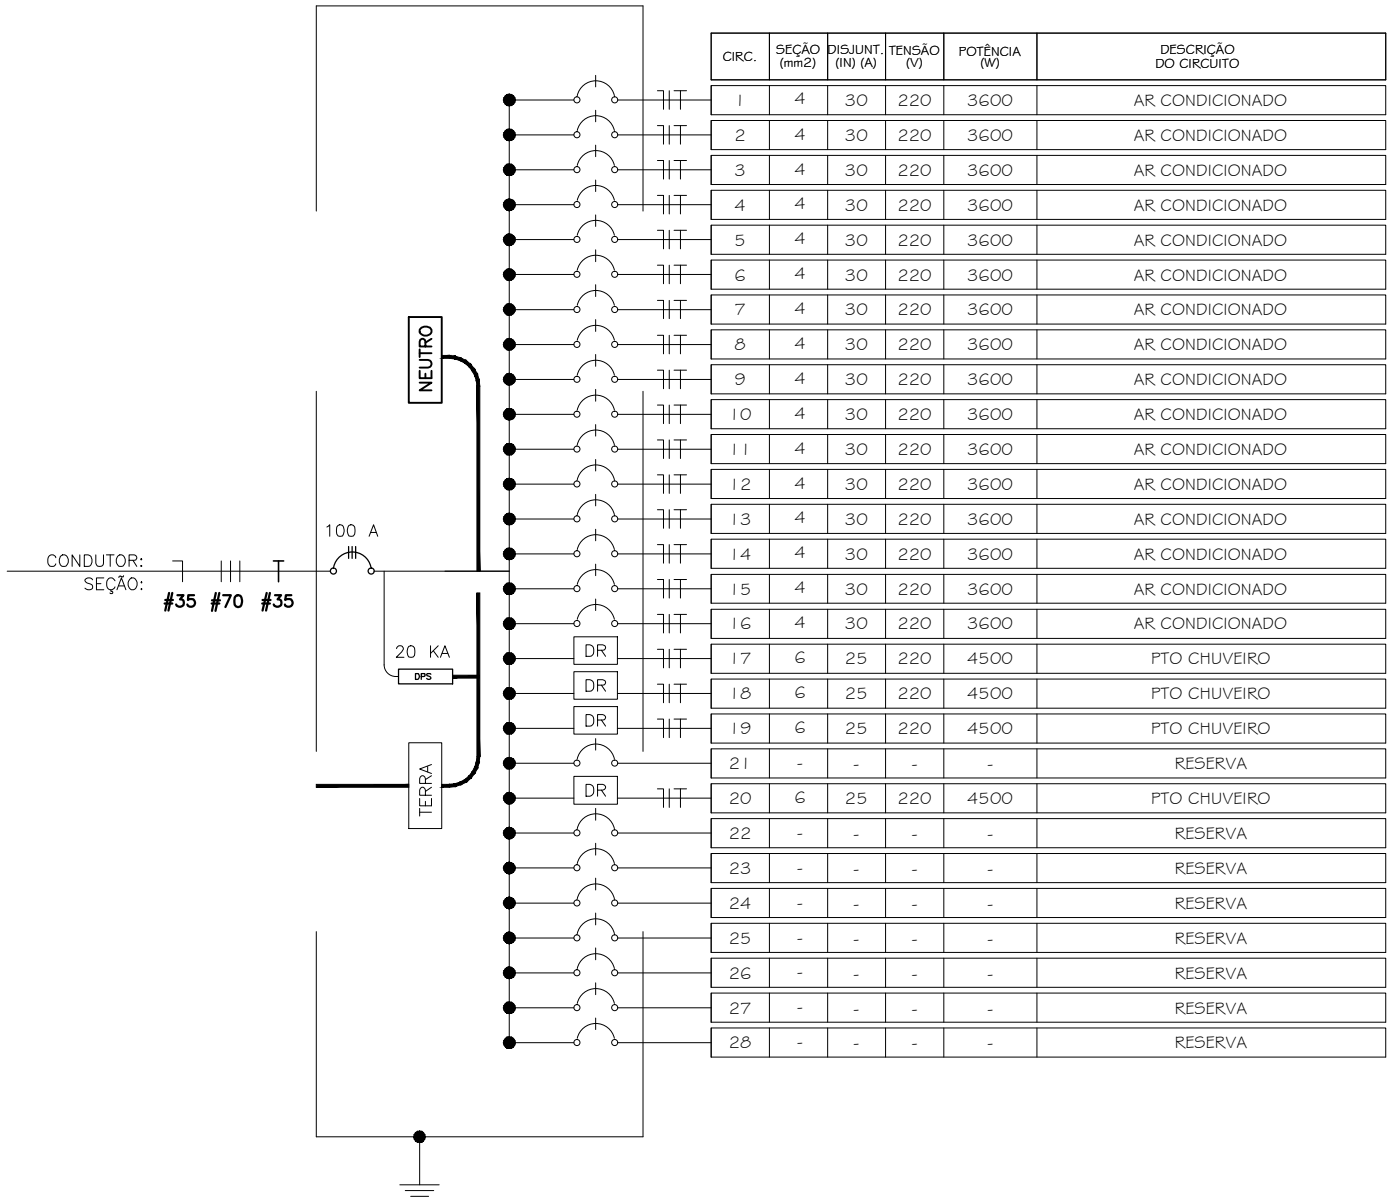 CIRC. SEÇÃO (mm2) DISJUNT. (IN) (A) TENSÃO (V) POTÊNCIA (W) DESCRIÇÃO DO CIRCUITO
1 4 30 220 3600 AR CONDICIONADO
2 4 30 220 3600 AR CONDICIONADO
3 4 30 220 3600 AR CONDICIONADO
4 4 30 220 3600 AR CONDICIONADO
5 4 30 220 3600 AR CONDICIONADO
6 4 30 220 3600 AR CONDICIONADO
7 4 30 220 3600 AR CONDICIONADO
8 4 30 220 3600 AR CONDICIONADO
9 4 30 220 3600 AR CONDICIONADO
10 4 30 220 3600 AR CONDICIONADO
11 4 30 220 3600 AR CONDICIONADO
12 4 30 220 3600 AR CONDICIONADO
13 4 30 220 3600 AR CONDICIONADO
14 4 30 220 3600 AR CONDICIONADO
15 4 30 220 3600 AR CONDICIONADO
16 4 30 220 3600 AR CONDICIONADO
DR 17 6 25 220 4500 PTO CHUVEIRO
DR 18 6 25 220 4500 PTO CHUVEIRO
DR 19 6 25 220 4500 PTO CHUVEIRO
21 - - - - RESERVA
DR 20 6 25 220 4500 PTO CHUVEIRO
22 - - - - RESERVA
23 - - - - RESERVA
24 - - - - RESERVA
25 - - - - RESERVA
26 - - - - RESERVA
27 - - - - RESERVA
28 - - - - RESERVA
NEUTRO
100 A
CONDUTOR:
SEÇÃO:
#35 #70 #35
20 KA
DPS
TERRA